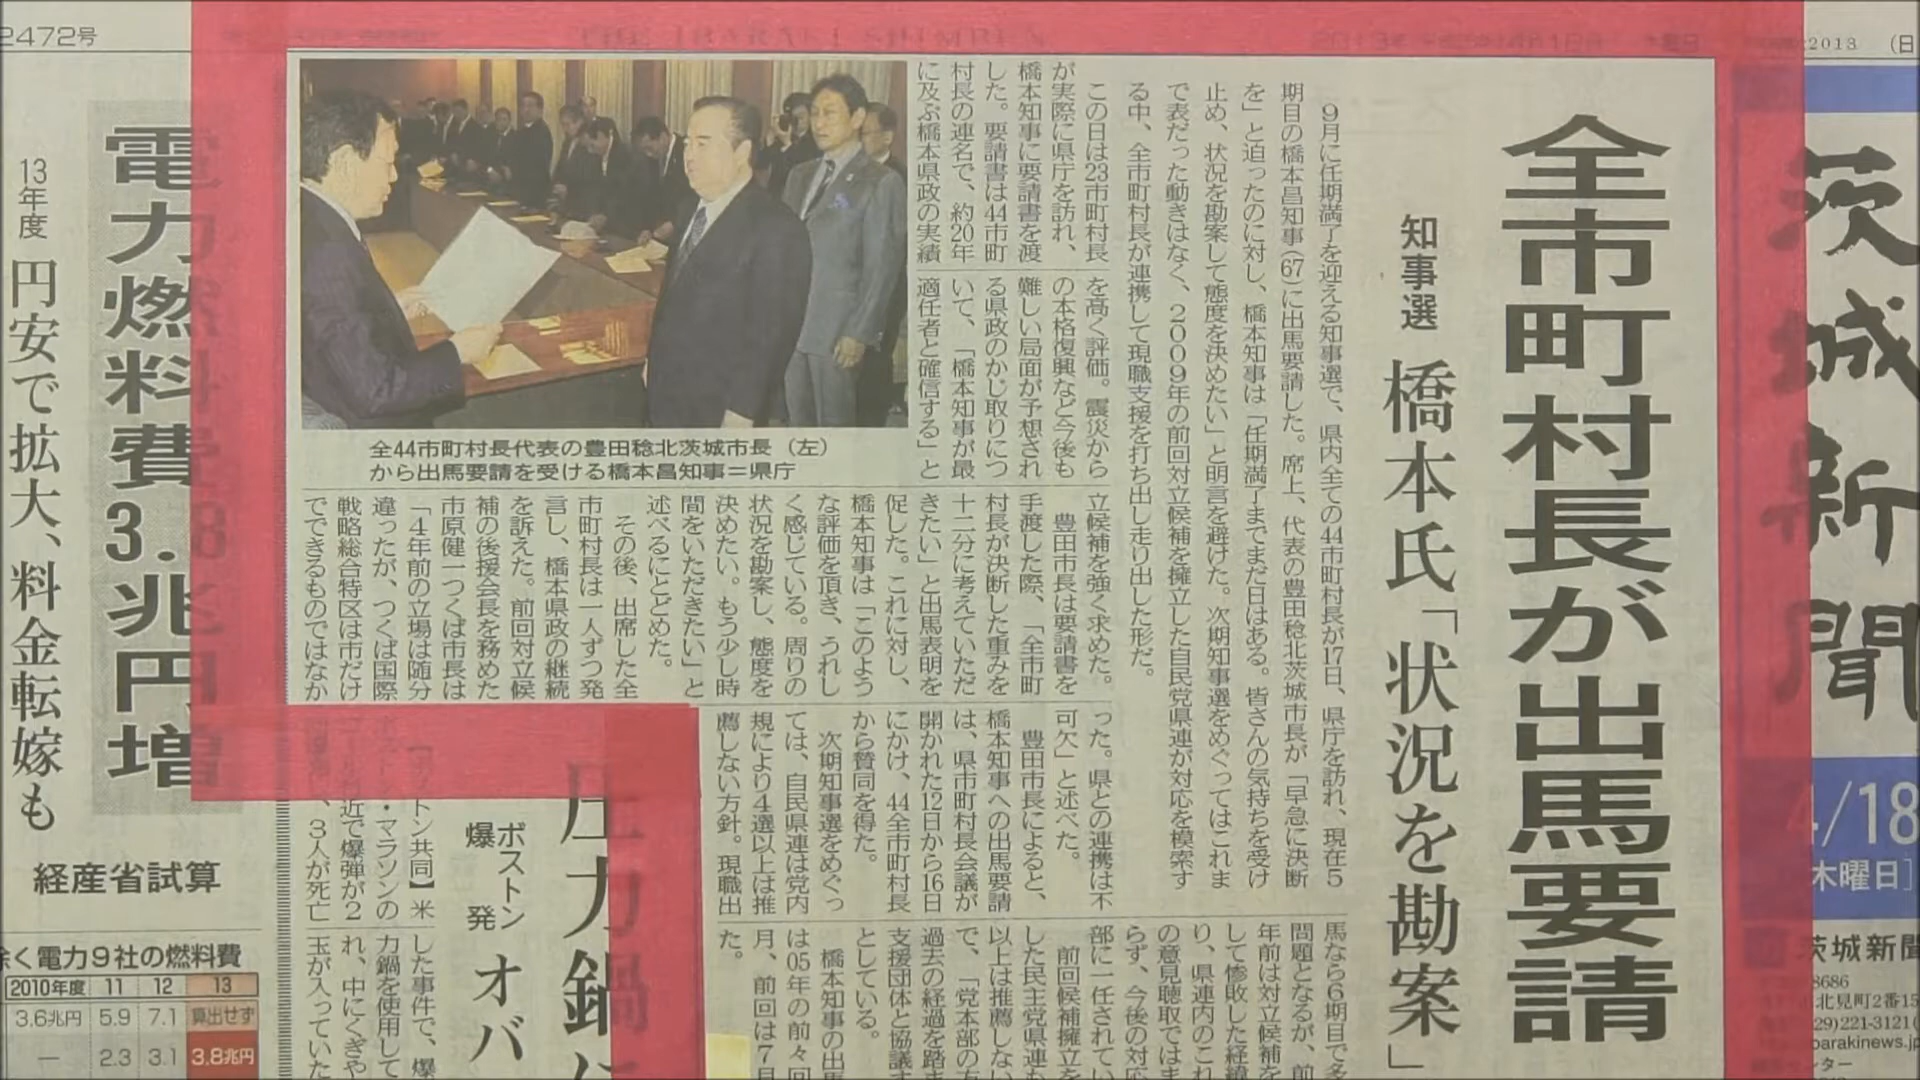 茨城新聞
2018
(日
4/18
木曜日]
茨城新聞
8686
北見町2番15
29)221-3121(
barakinews.jp
全市町村長が出馬要請
知事選
橋本氏「状況を勘案」
9月に任期満了を迎える知事選で、県内全ての44市町村長が17日、県庁を訪れ、現在5
期目の橋本昌知事(67)に出馬要請した。席上、代表の豊田稔北茨城市長が「早急に決断
を」と迫ったのに対し、橋本知事は「任期満了までまだ日はある。皆さんの気持ちを受け
止め、状況を勘案して態度を決めたい」と明言を避けた。次期知事選をめぐってはこれま
で表だった動きはなく、2009年の前回対立候補を擁立した自民党県連が対応を模索す
る中、全市町村長が連携して現職支援を打ち出し走り出した形だ。
この日は23市町村長
が実際に県庁を訪れ、
橋本知事に要請書を渡
した。要請書は44市町
村長の連名で、約20年
に及ぶ橋本県政の実績
を高く評価。震災から
の本格復興など今後も
難しい局面が予想され
る県政のかじ取りにつ
いて、「橋本知事が最
適任者と確信する」と
全44市町村長代表の豊田稔北茨城市長(左)
から出馬要請を受ける橋本昌知事=県庁
立候補を強く求めた。
豊田市長は要請書を
手渡した際、「全市町
村長が決断した重みを
十二分に考えていただ
きたい」と出馬表明を
促した。これに対し、
橋本知事は「このよう
な評価を頂き、うれし
く感じている。周りの
状況を勘案し、態度を
決めたい。もう少し時
間をいただきたい」と
述べるにとどめた。
その後、出席した全
市町村長は一人ずつ発
言し、橋本県政の継続
を訴えた。前回対立候
補の後援会長を務めた
市原健一つくば市長は
「4年前の立場は随分
違ったが、つくば国際
戦略総合特区は市だけ
でできるものではなか
った。県との連携は不
可欠」と述べた。
豊田市長によると、
橋本知事への出馬要請
は、県市町村長会議が
開かれた12日から16日
にかけ、44全市町村長
から賛同を得た。
次期知事選をめぐっ
ては、自民県連は党内
規により4選以上は推
薦しない方針。現職出
馬なら6期目で多
問題となるが、前
年前は対立候補を
して惨敗した経緯
り、県連内のこれ
の意見聴取ではま
らず、今後の対応
部に一任されてい
前回候補擁立を
した民主党県連も
以上は推薦しない
で、「党本部の方
過去の経過を踏ま
支援団体と協議す
としている。
橋本知事の出馬
は05年の前々回
月、前回は7月
た。
圧力鍋に
ボストン
爆発
オバ
トン共同】米
・マラソンの
付近で爆弾が2
、3人が死亡
した事件で、爆
力鍋を使用して
れ、中にくぎや
玉が入っていた
2472号
電力燃料費3.8兆円増
13年度
円安で拡大、料金転嫁も
経産省試算
除く電力9社の燃料費
2010年度 11 12 13
3.6兆円 5.9 7.1 算出せず
― 2.3 3.1 3.8兆円